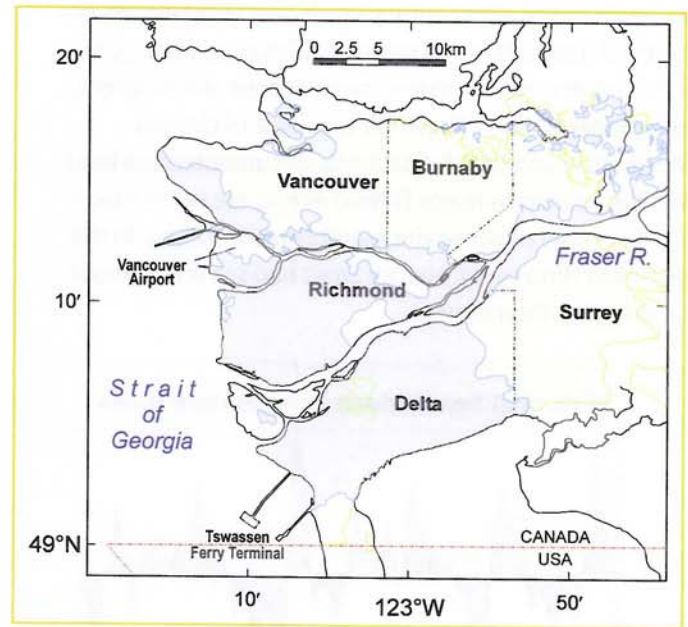 20′
0 2.5 5 10km
Vancouver
Burnaby
Vancouver
Airport
Fraser R.
Richmond
10′
Surrey
Strait
of
Georgia
Delta
Tswassen
Ferry Terminal
49°N
CANADA
USA
10′
123°W
50′